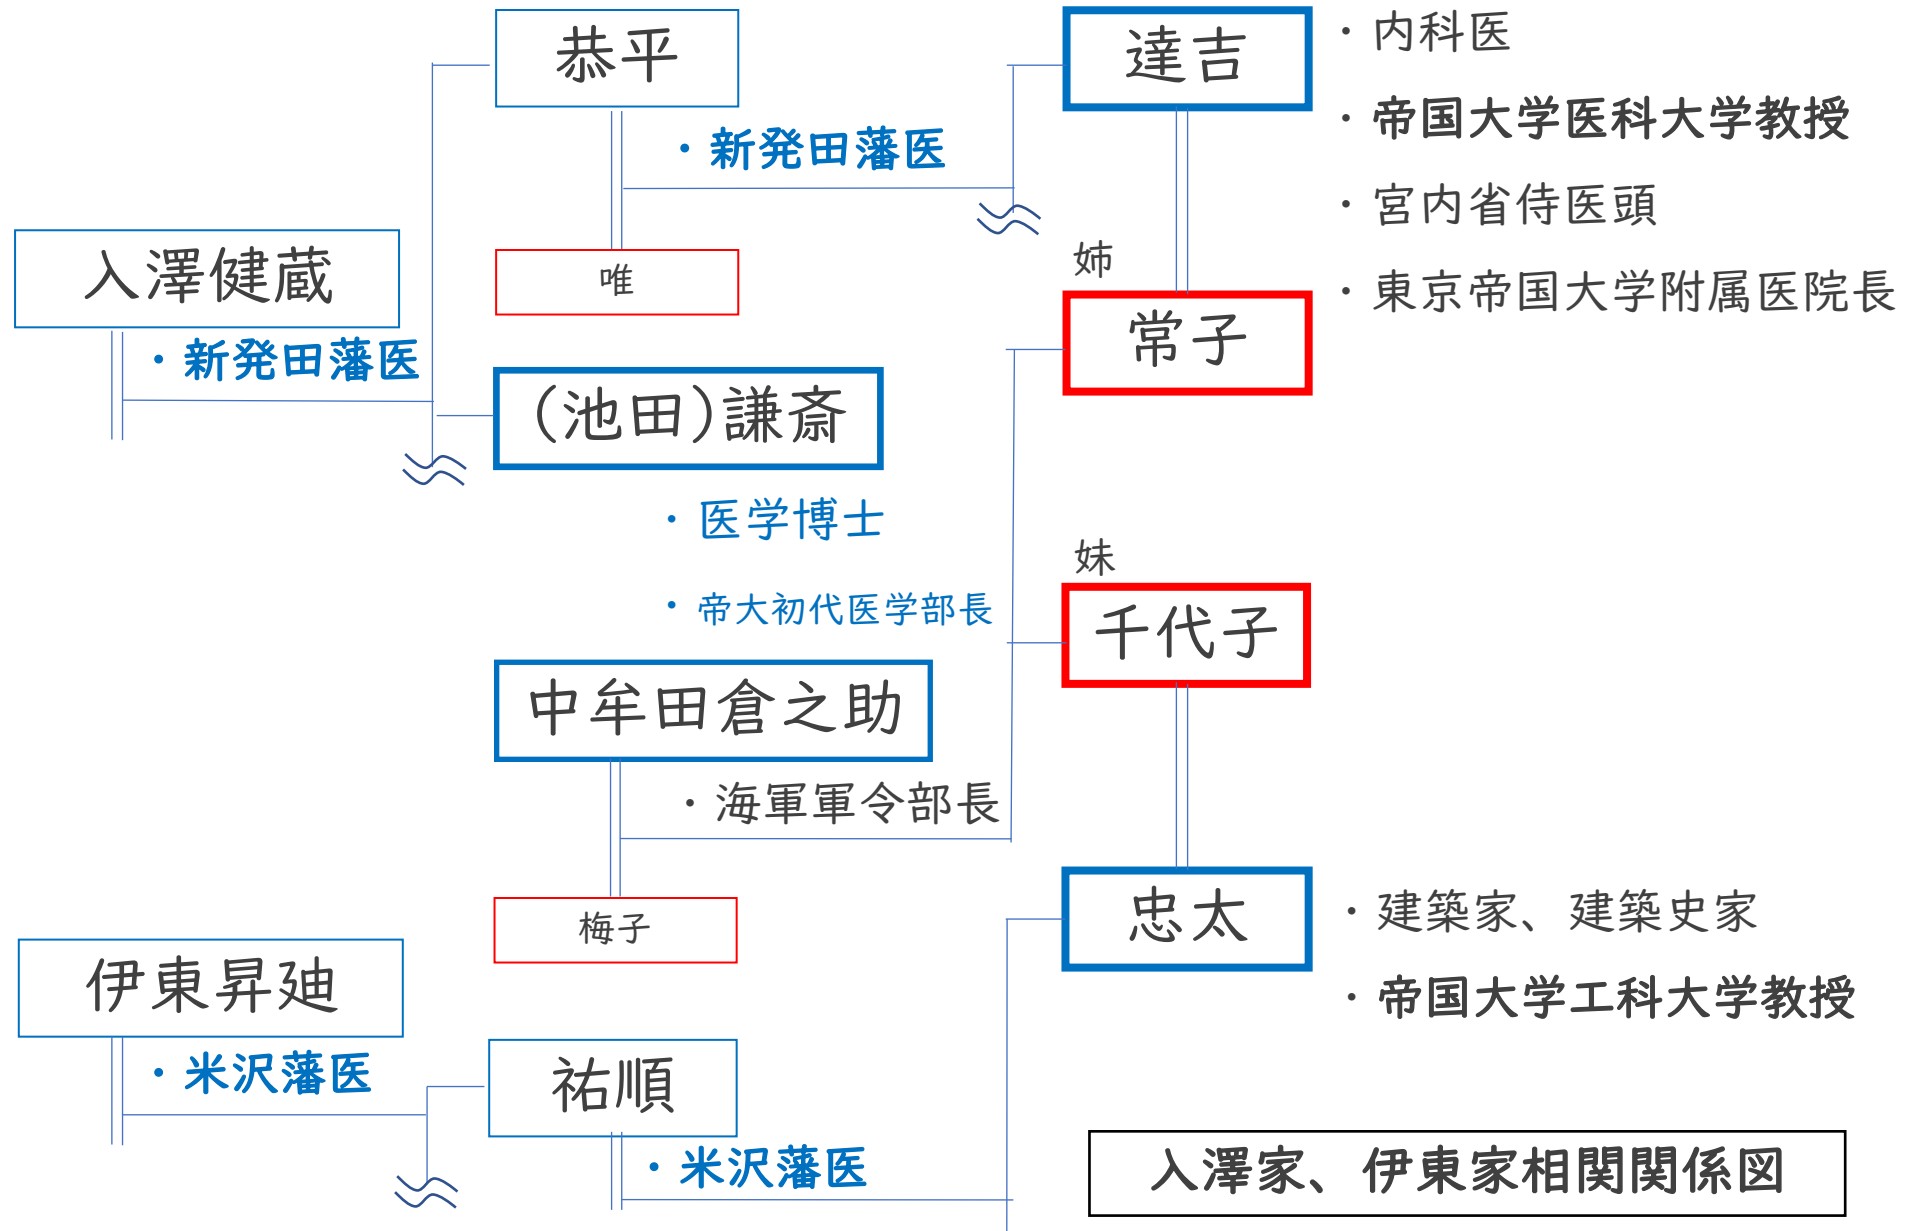 恭平
・新発田藩医
唯
入澤健蔵
・新発田藩医
(池田)謙斎
・医学博士
・帝大初代医学部長
達吉
・内科医
・帝国大学医科大学教授
・宮内省侍医頭
・東京帝国大学附属医院長
姉
常子
妹
千代子
中牟田倉之助
・海軍軍令部長
梅子
忠太
・建築家、建築史家
・帝国大学工科大学教授
伊東昇廸
・米沢藩医
祐順
・米沢藩医
入澤家、伊東家相関関係図